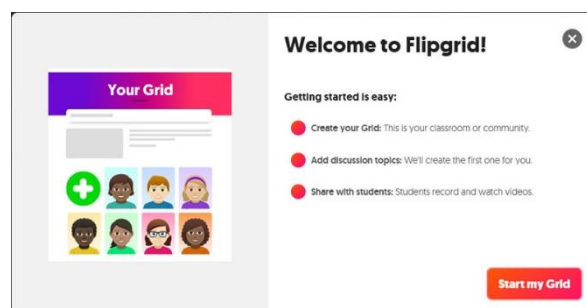 Your Grid
Welcome to Flipgrid!
Getting started is easy:
Create your Grid: This is your classroom or community.
Add discussion topics: We'll create the first one for you.
Share with students: Students record and watch videos.
Start my Grid